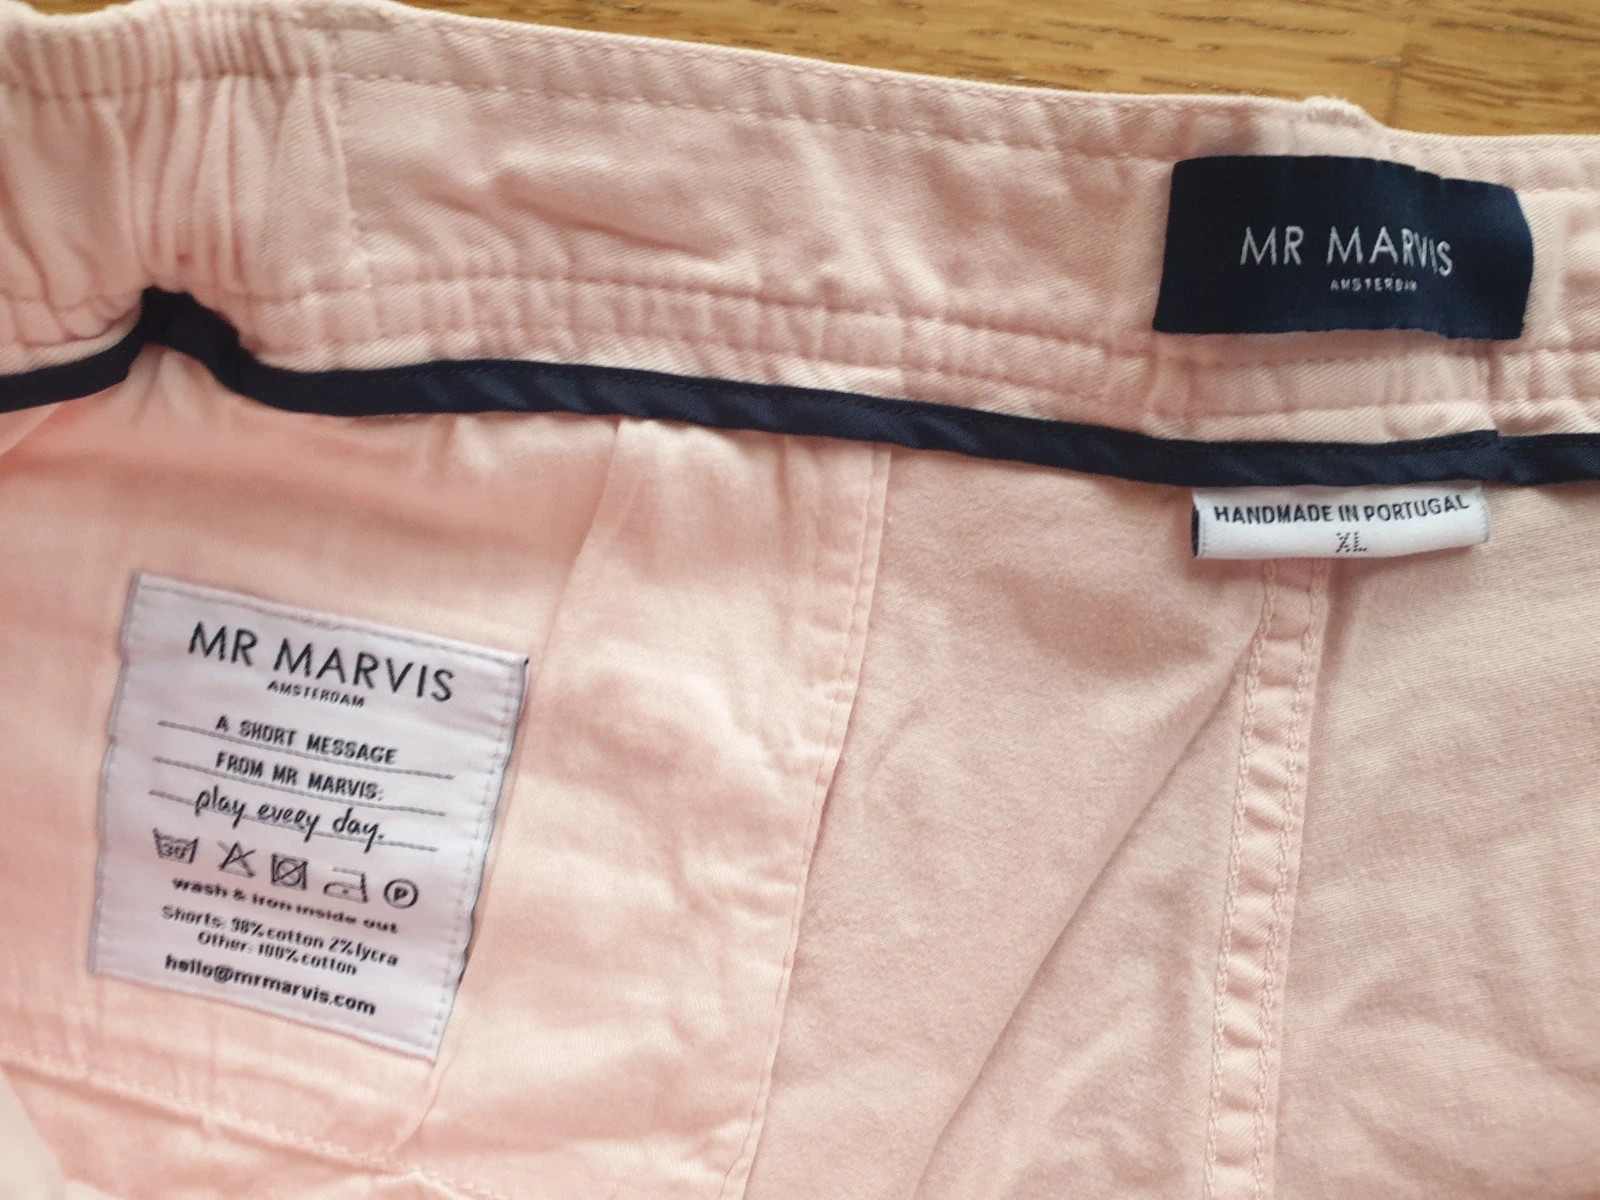 MR MARVIS
AMSTERDAM
HANDMADE IN PORTUGAL
XL
MR MARVIS
AMSTERDAM
A SHORT MESSAGE
FROM MR MARVIS:
play every day.
30° P
wash & iron inside out
Shorts: 98% cotton 2% lycra
Other: 100% cotton
hello@mrmarvis.com